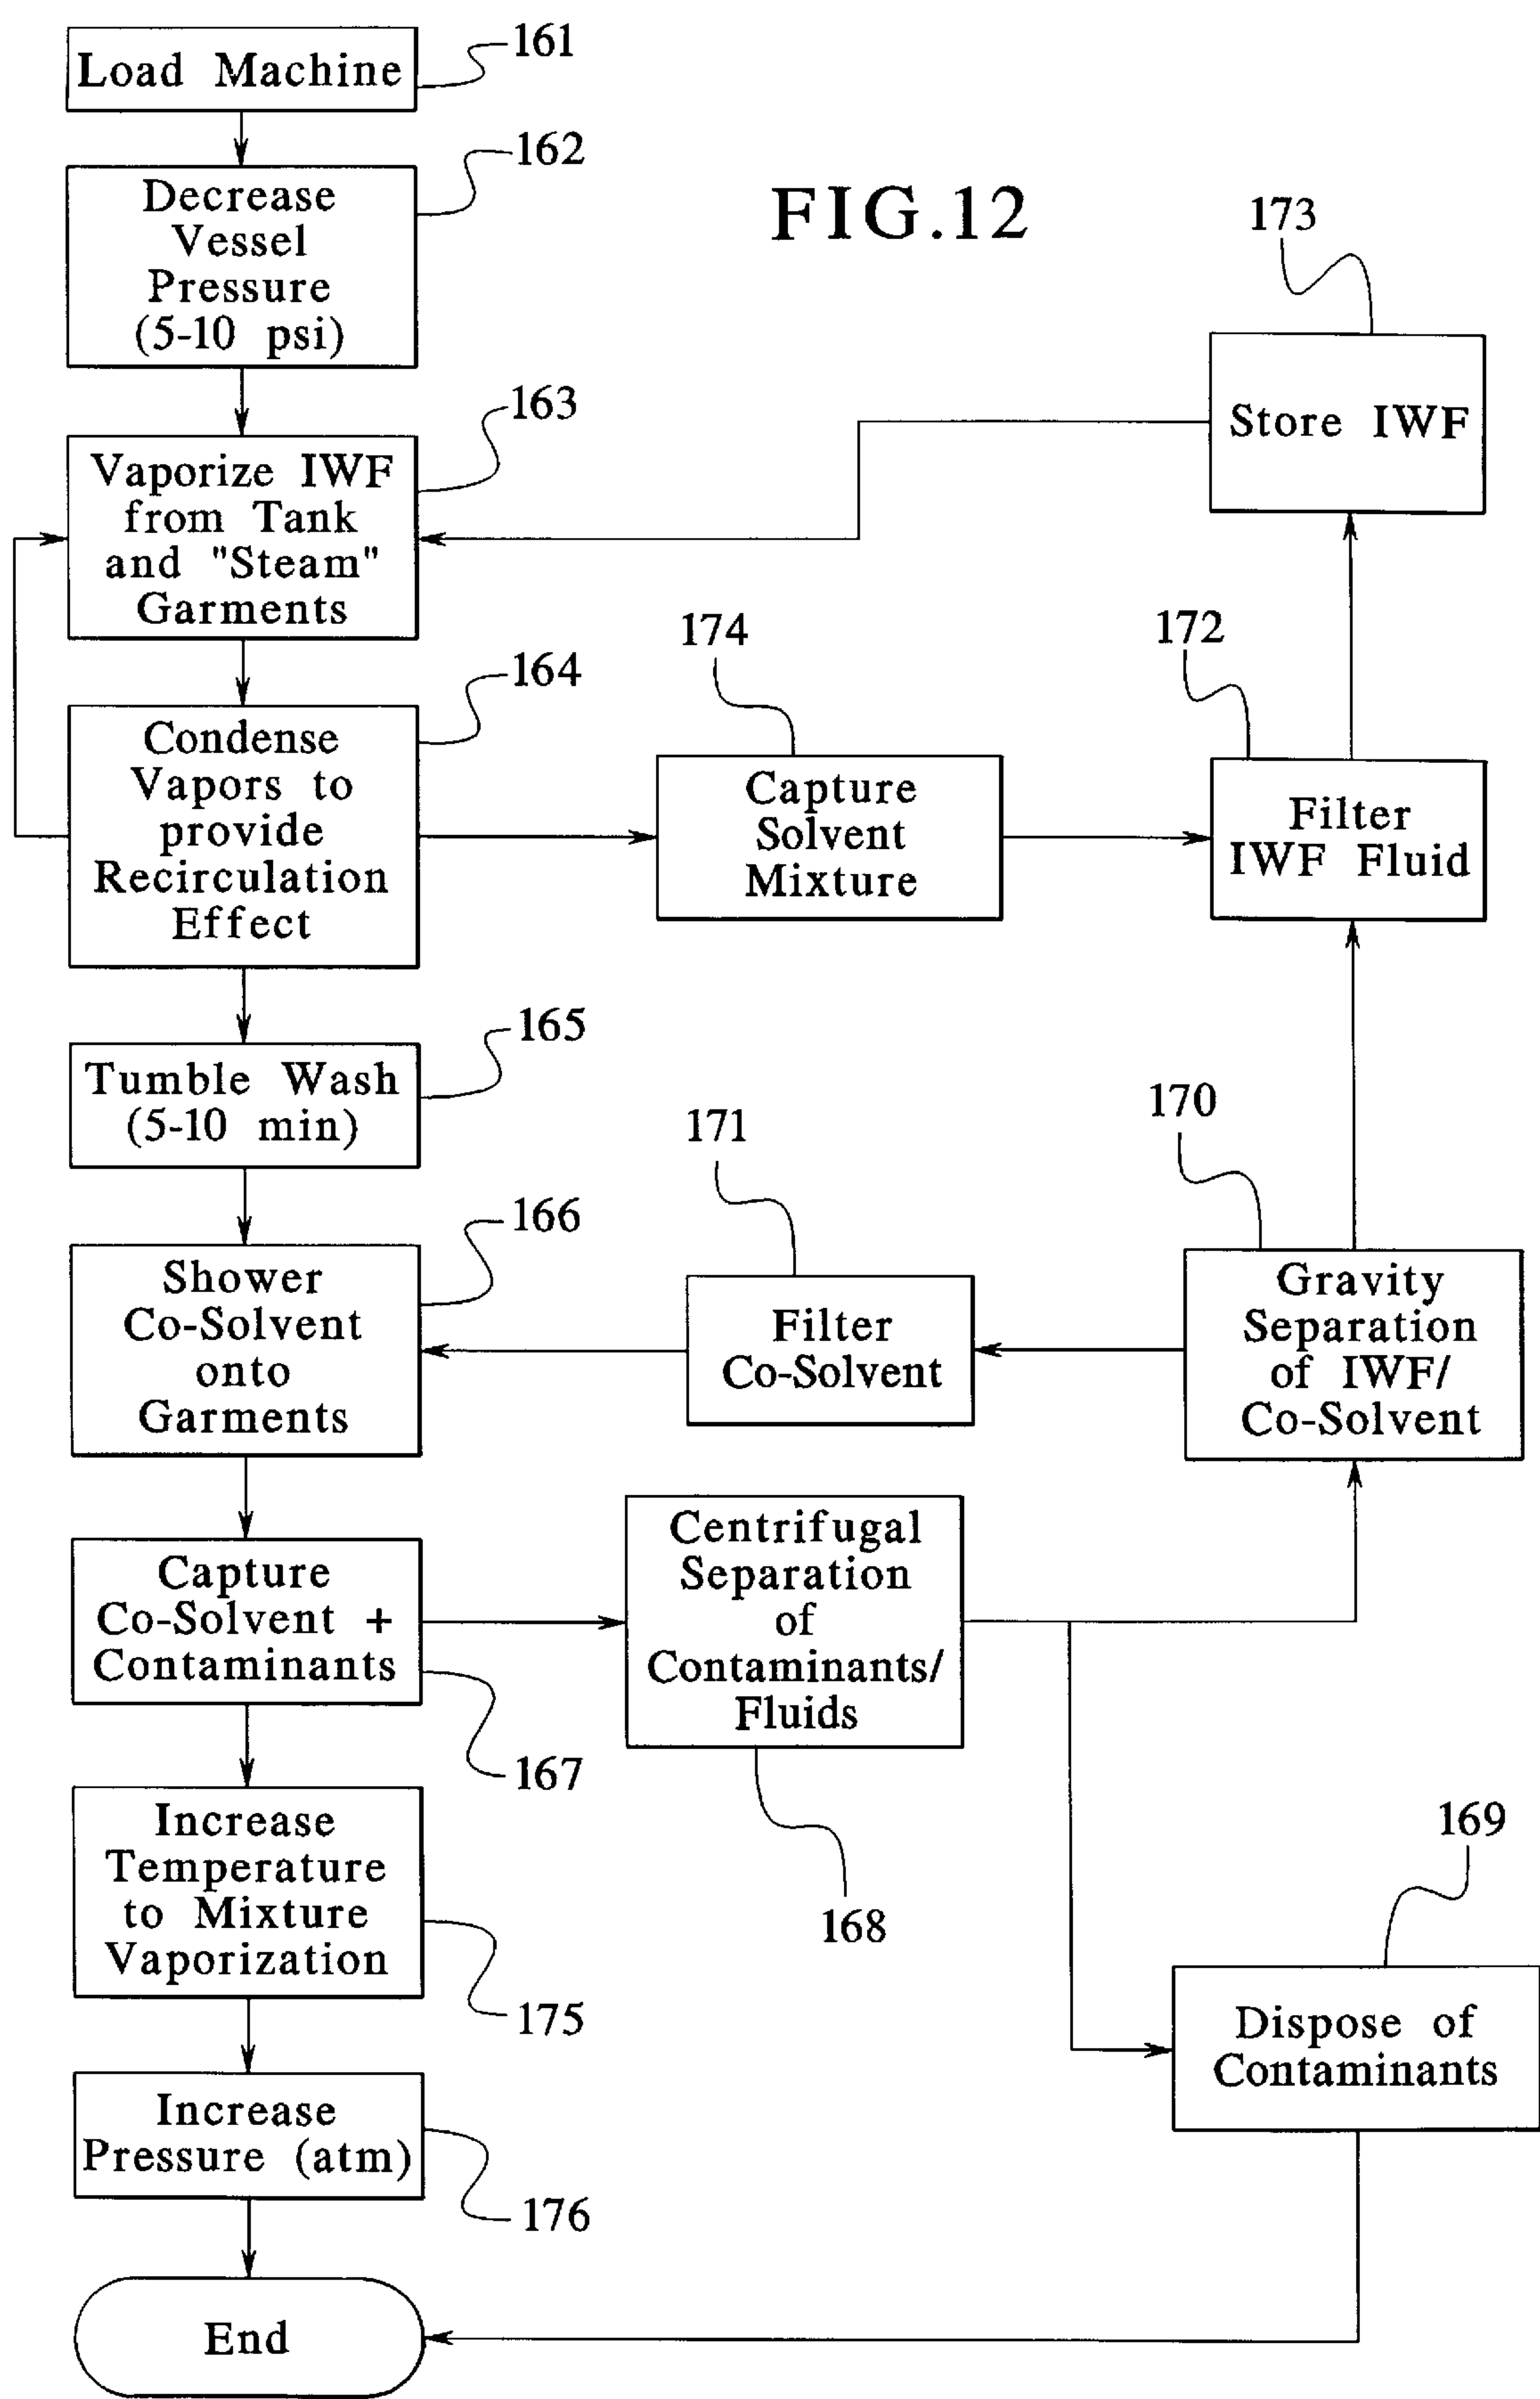 Load Machine
161
Decrease
Vessel
Pressure
(5-10 psi)
162
FIG.12
173
Store IWF
Vaporize IWF
from Tank
and "Steam"
Garments
163
Condense
Vapors to
provide
Recirculation
Effect
164
174
Capture
Solvent
Mixture
172
Filter
IWF Fluid
Tumble Wash
(5-10 min)
165
Shower
Co-Solvent
onto
Garments
166
171
Filter
Co-Solvent
170
Gravity
Separation
of IWF/
Co-Solvent
Capture
Co-Solvent +
Contaminants
167
Centrifugal
Separation
of
Contaminants/
Fluids
168
Increase
Temperature
to Mixture
Vaporization
175
169
Dispose of
Contaminants
Increase
Pressure (atm)
176
End